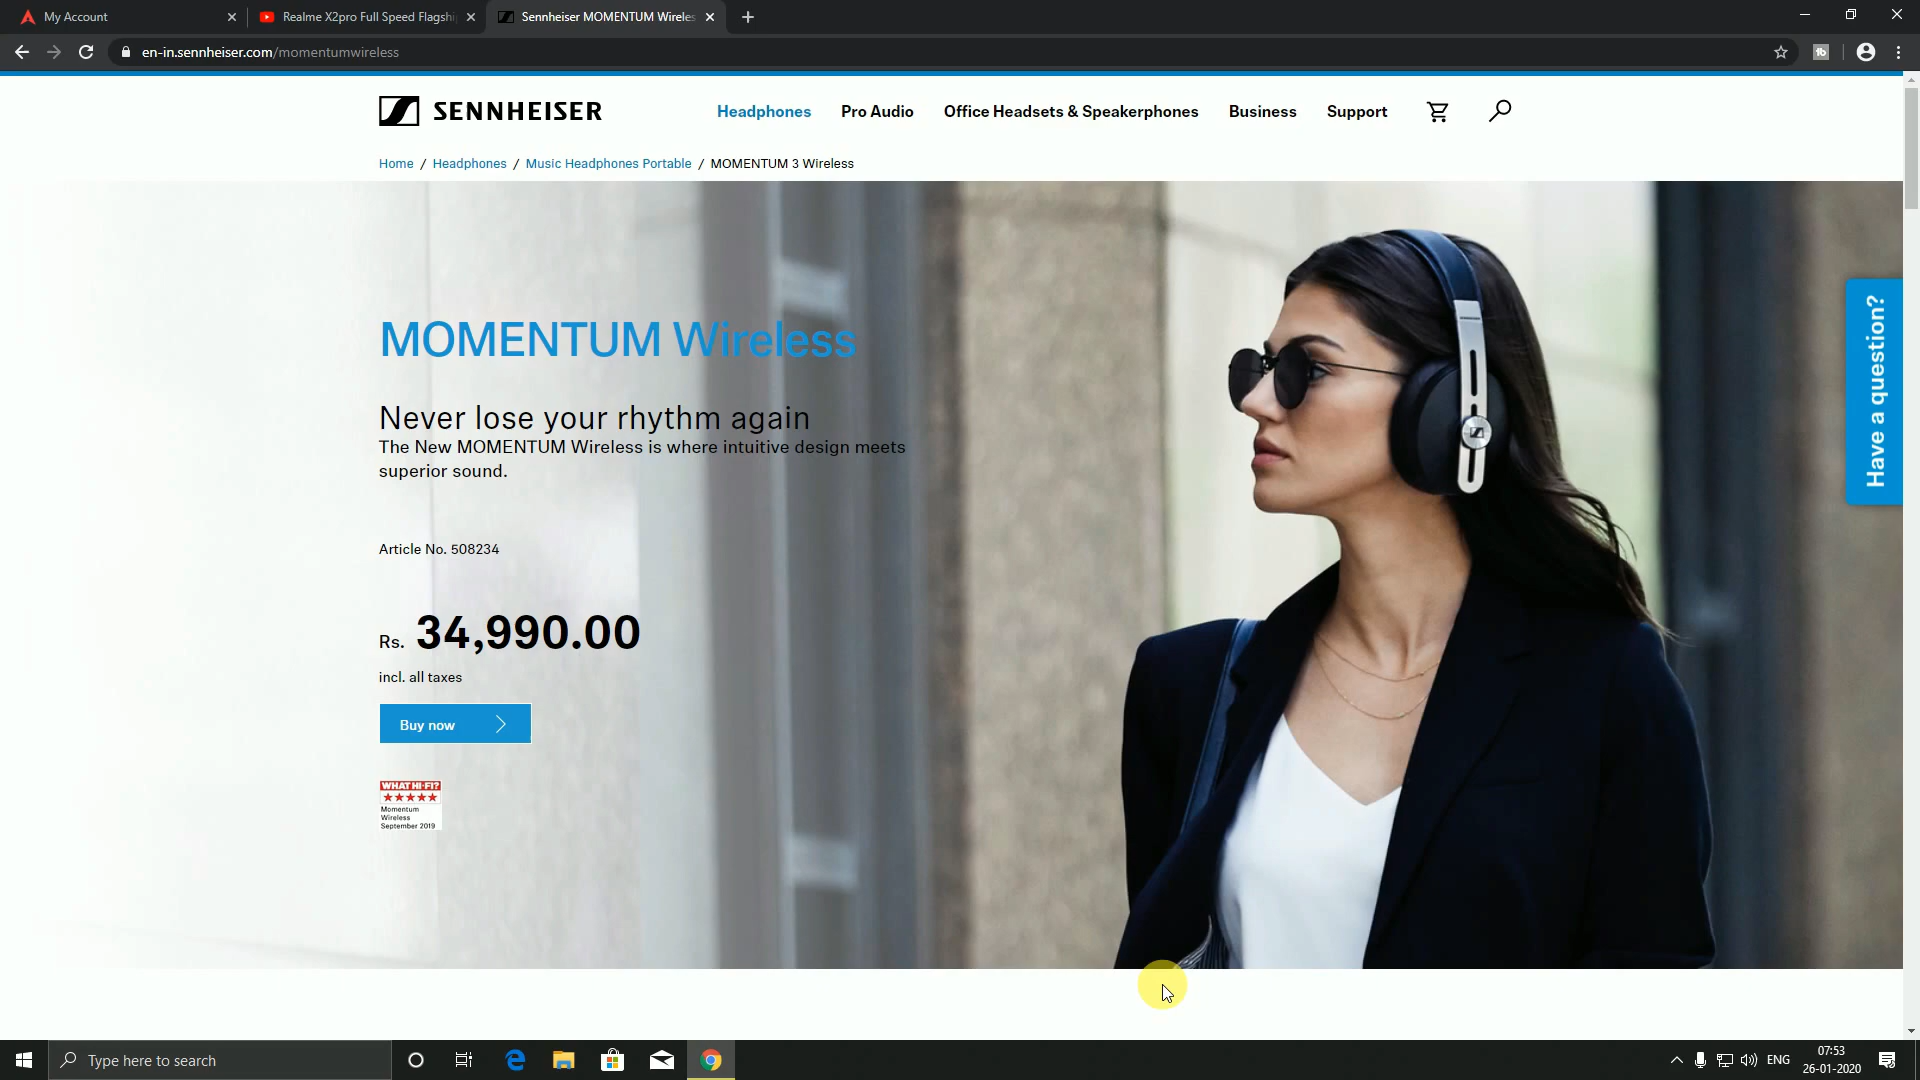 My Account
Realme X2pro Full Speed Flagshi
Sennheiser MOMENTUM Wireles
en-in.sennheiser.com/momentumwireless
SENNHEISER
Headphones
Pro Audio
Office Headsets & Speakerphones
Business
Support
Home / Headphones / Music Headphones Portable / MOMENTUM 3 Wireless
MOMENTUM Wireless
Never lose your rhythm again
The New MOMENTUM Wireless is where intuitive design meets
superior sound.
Article No. 508234
Rs. 34,990.00
incl. all taxes
Buy now
WHAT HI-FI?
Momentum
Wireless
September 2019
Have a question?
Type here to search
ENG
07:53
26-01-2020